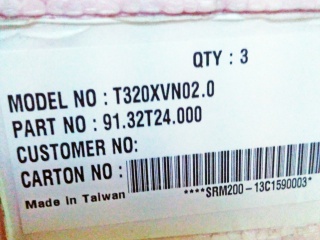 QTY : 3
MODEL NO : T320XVN02.0
PART NO : 91.32T24.000
CUSTOMER NO:
CARTON NO :
Made in Taiwan
****SRM200-13C1590003*